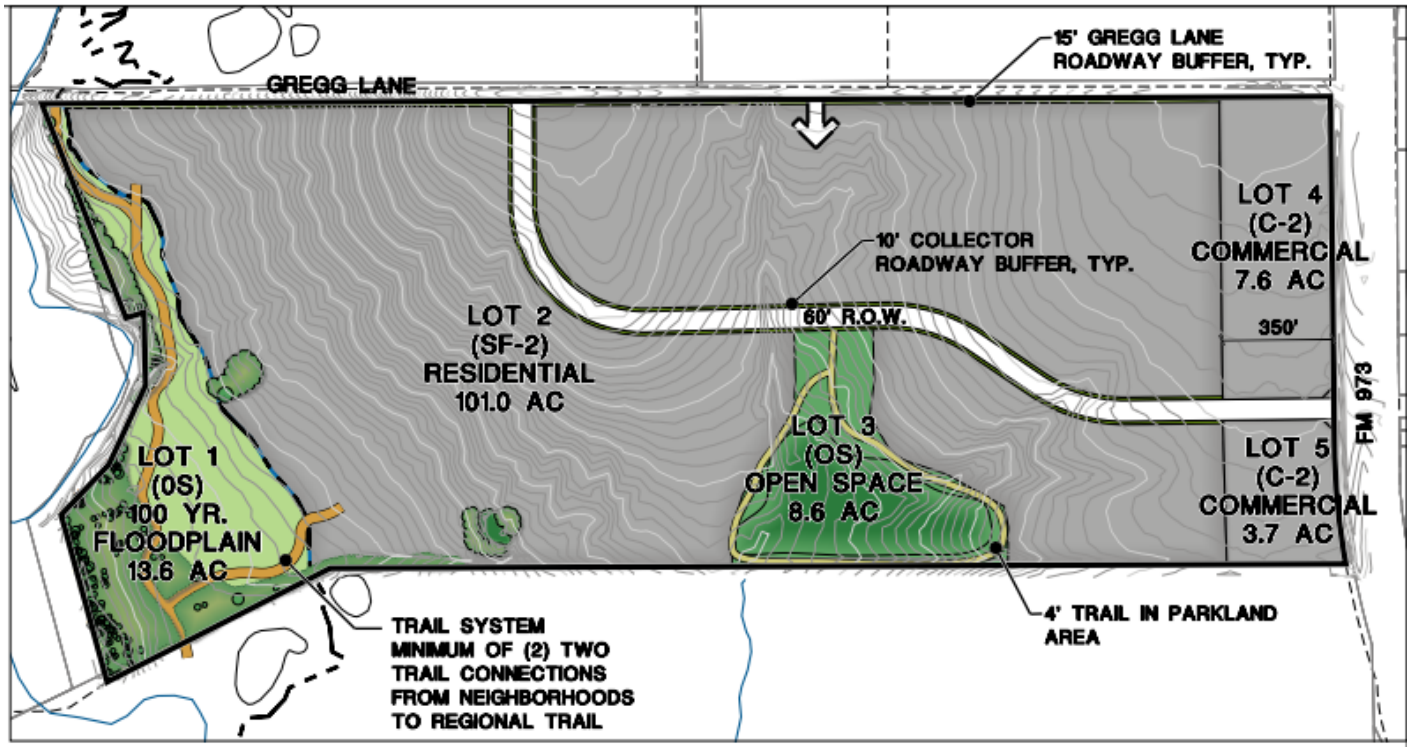 GREGG LANE
15' GREGG LANE
ROADWAY BUFFER, TYP.
LOT 4
(C-2)
COMMERCIAL
7.6 AC
350'
10' COLLECTOR
ROADWAY BUFFER, TYP.
60' R.O.W.
LOT 2
(SF-2)
RESIDENTIAL
101.0 AC
FM 973
LOT 3
(OS)
OPEN SPACE
8.6 AC
LOT 5
(C-2)
COMMERCIAL
3.7 AC
LOT 1
(0S)
100 YR.
FLOODPLAIN
13.6 AC
TRAIL SYSTEM
MINIMUM OF (2) TWO
TRAIL CONNECTIONS
FROM NEIGHBORHOODS
TO REGIONAL TRAIL
4' TRAIL IN PARKLAND
AREA